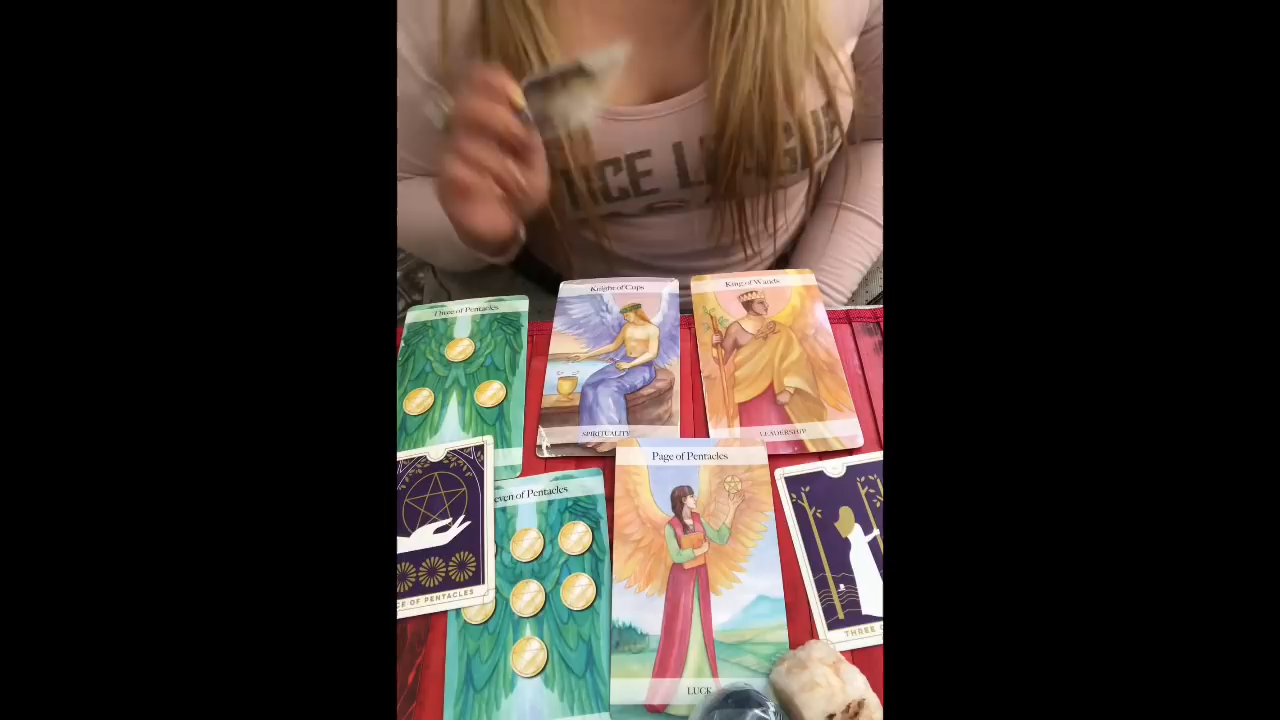 Knight of Cups
King of Wands
Three of Pentacles
SPIRITUALITY
LEADERSHIP
Page of Pentacles
even of Pentacles
CE OF PENTACLES
THREE
LUCK